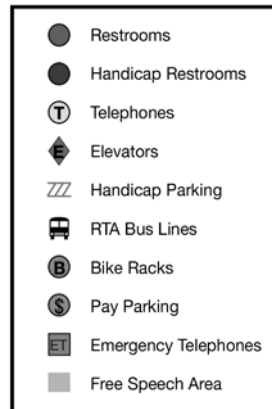 Restrooms
Handicap Restrooms
T Telephones
E Elevators
Handicap Parking
RTA Bus Lines
B Bike Racks
$ Pay Parking
ET Emergency Telephones
Free Speech Area